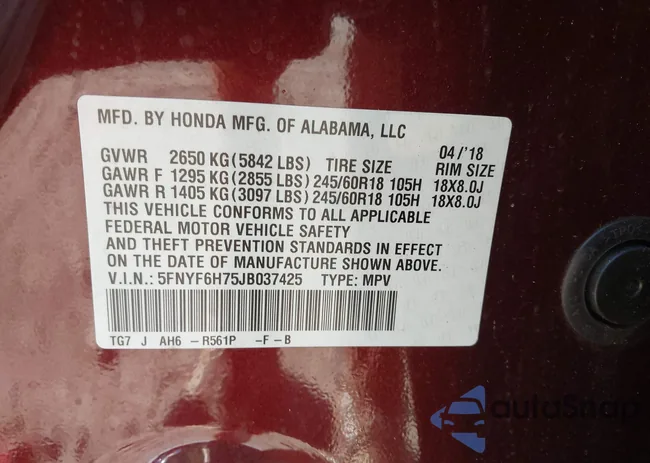 MFD. BY HONDA MFG. OF ALABAMA, LLC
04/'18
GVWR 2650 KG (5842 LBS) TIRE SIZE RIM SIZE
GAWR F 1295 KG (2855 LBS) 245/60R18 105H 18X8.0J
GAWR R 1405 KG (3097 LBS) 245/60R18 105H 18X8.0J
THIS VEHICLE CONFORMS TO ALL APPLICABLE
FEDERAL MOTOR VEHICLE SAFETY
AND THEFT PREVENTION STANDARDS IN EFFECT
ON THE DATE OF MANUFACTURE SHOWN ABOVE.
V.I.N.: 5FNYF6H75JB037425 TYPE: MPV
TG7 J AH6 -R561P -F-B
autoSnap